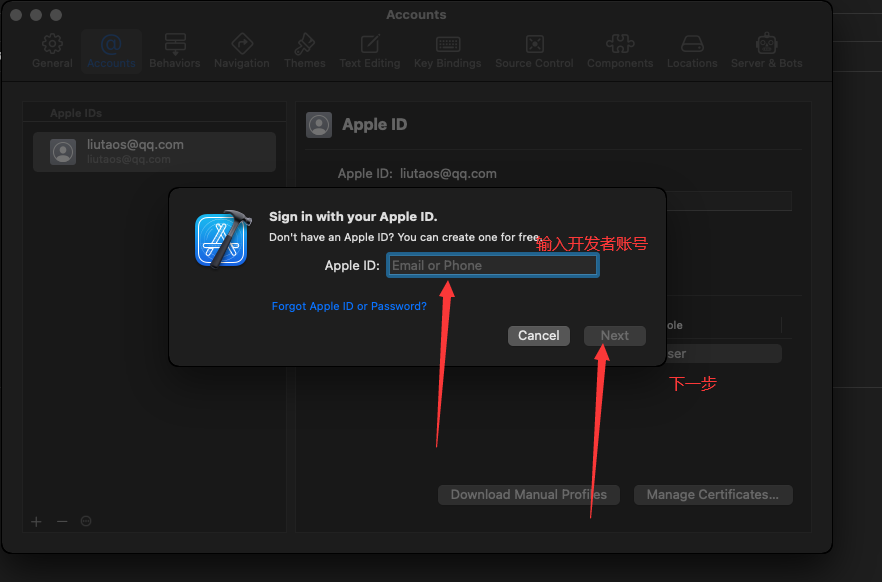 Accounts
General Accounts Behaviors Navigation Themes Text Editing Key Bindings Source Control Components Locations Server & Bots
Apple IDs
liutaos@qq.com
liutaos@qq.com
Apple ID
Apple ID: liutaos@qq.com
Sign in with your Apple ID.
Don't have an Apple ID? You can create one for free.
输入开发者账号
Apple ID: Email or Phone
Forgot Apple ID or Password?
Cancel Next
ole
ser
下一步
Download Manual Profiles Manage Certificates...